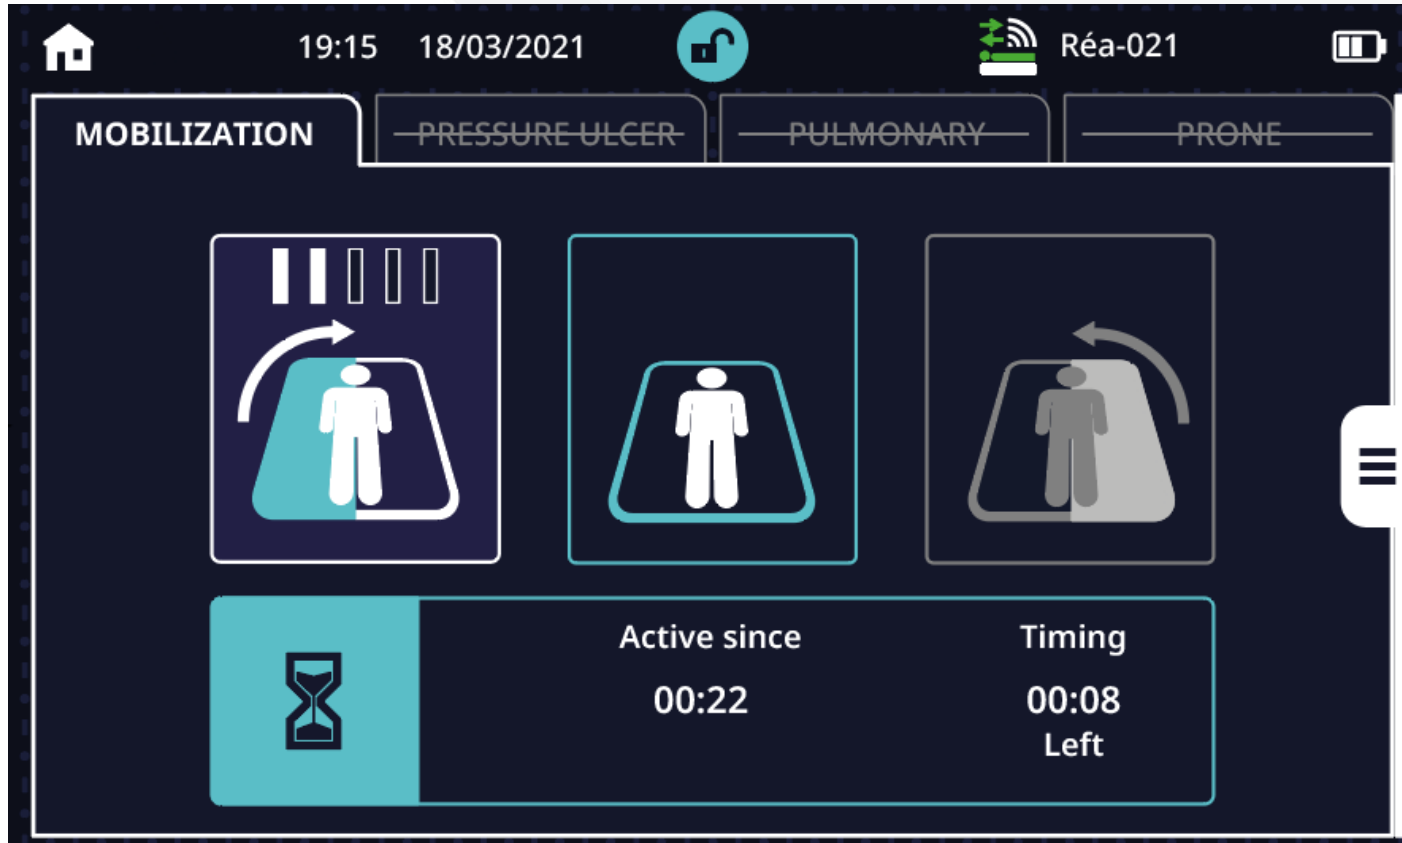 19:15 18/03/2021 Réa-021
MOBILIZATION PRESSURE ULCER PULMONARY PRONE
Active since Timing
00:22 00:08
Left